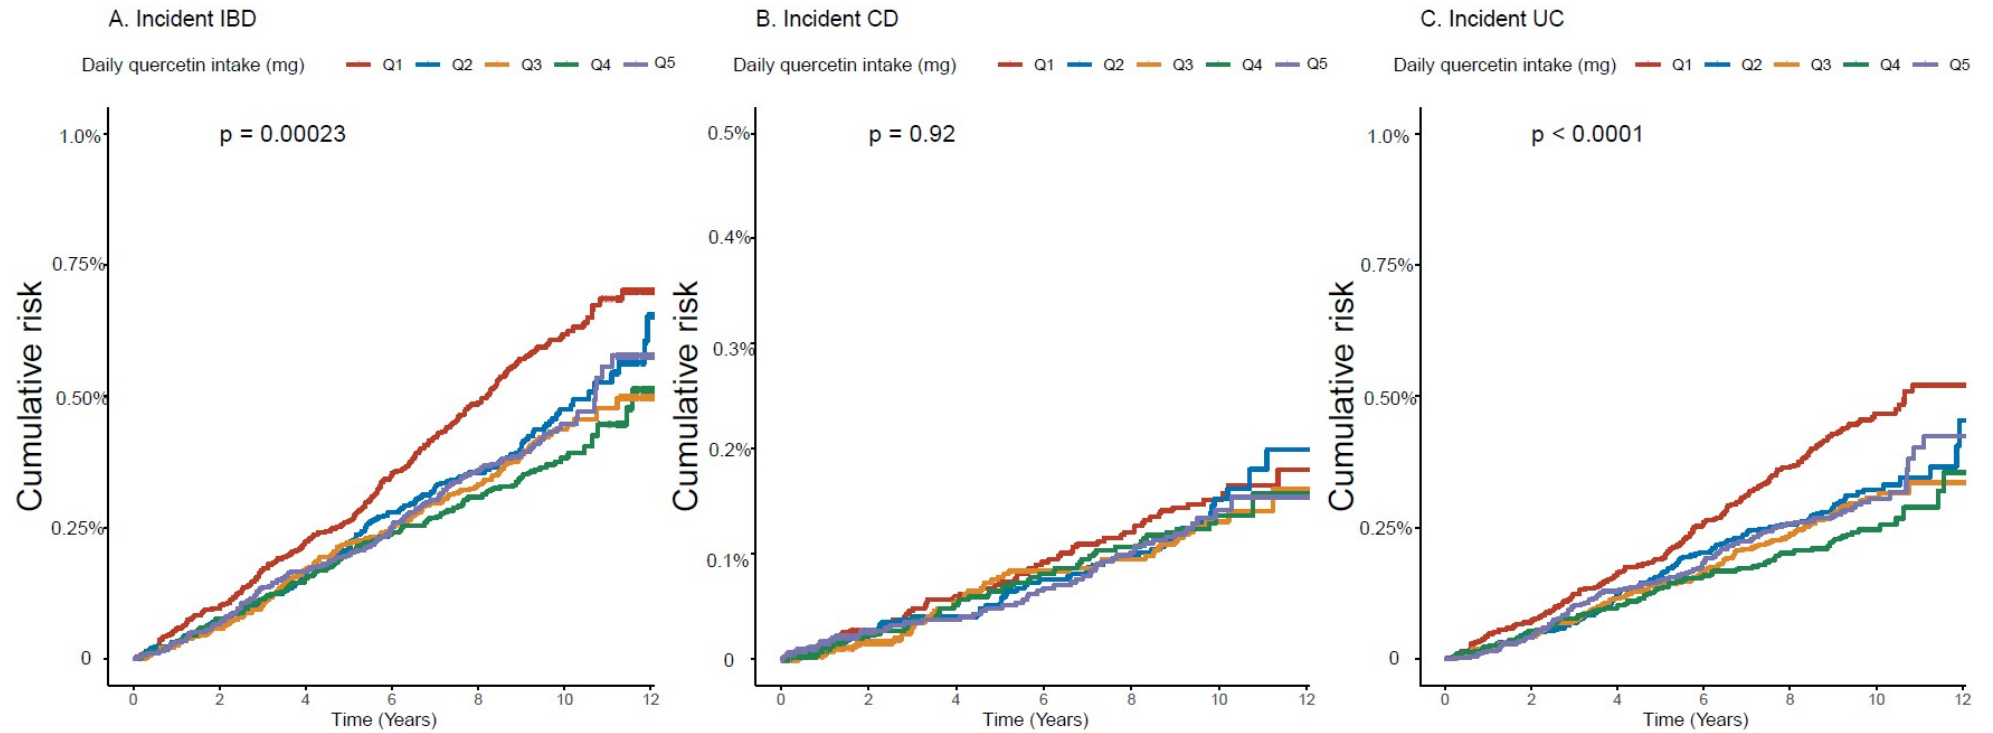 A. Incident IBD
Daily quercetin intake (mg) Q1 Q2 Q3 Q4 Q5
p = 0.00023
1.0%
0.75%
0.50%
0.25%
0
Cumulative risk
0 2 4 6 8 10 12
Time (Years)
B. Incident CD
Daily quercetin intake (mg) Q1 Q2 Q3 Q4 Q5
p = 0.92
0.5%
0.4%
0.3%
0.2%
0.1%
0
Cumulative risk
0 2 4 6 8 10 12
Time (Years)
C. Incident UC
Daily quercetin intake (mg) Q1 Q2 Q3 Q4 Q5
p < 0.0001
1.0%
0.75%
0.50%
0.25%
0
Cumulative risk
0 2 4 6 8 10 12
Time (Years)